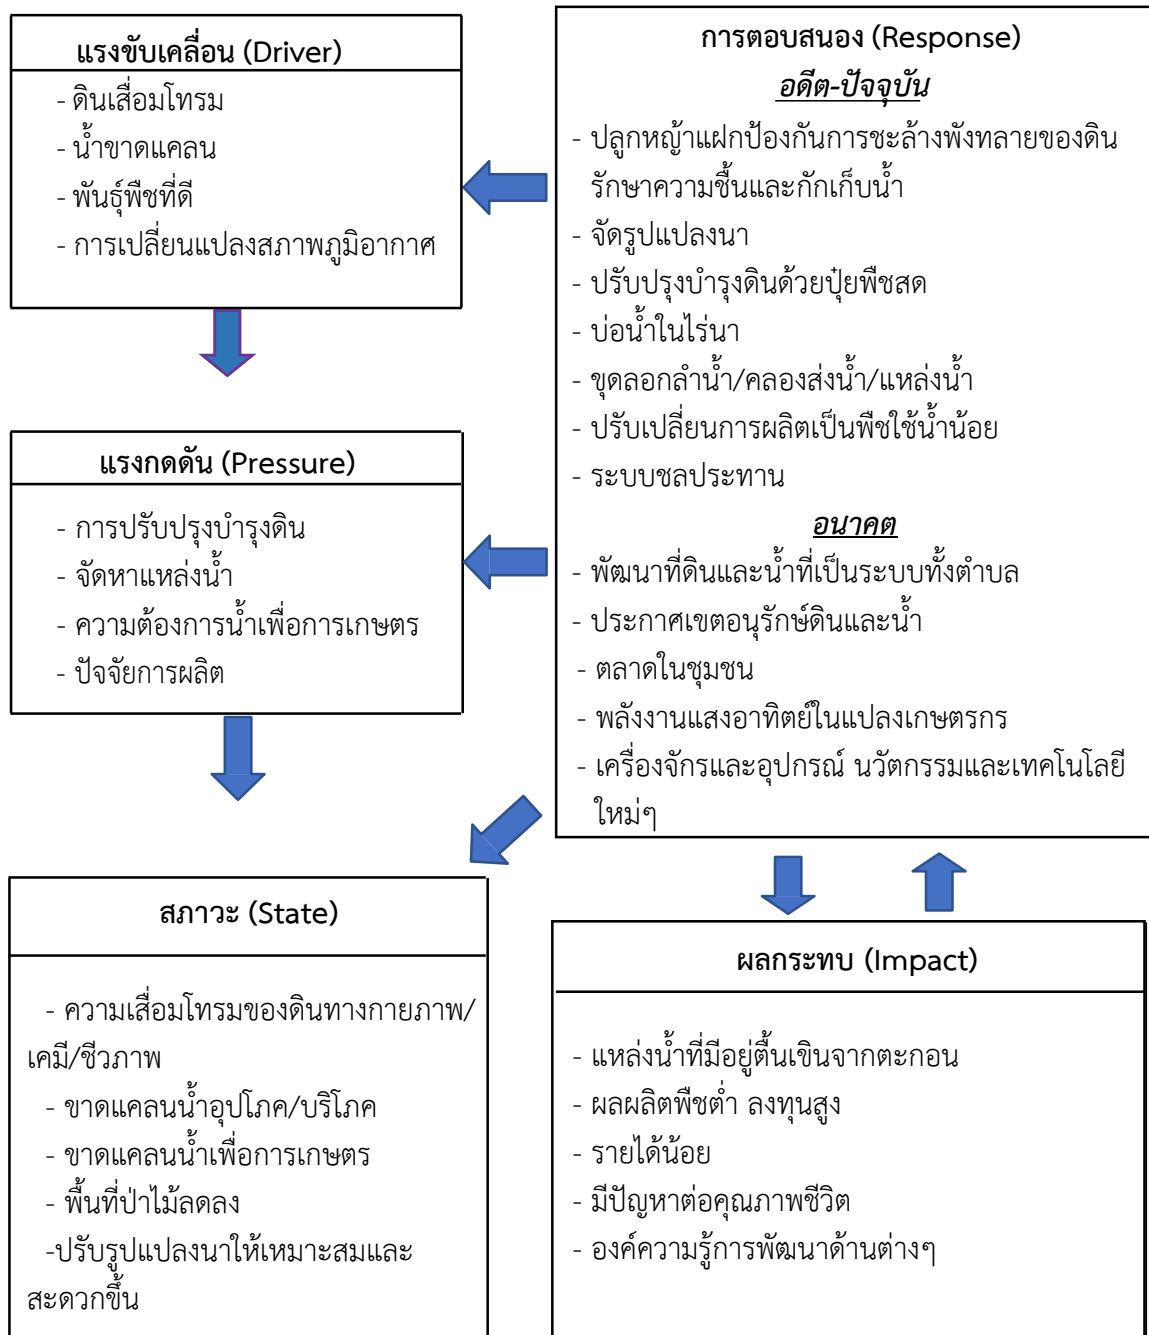 แรงขับเคลื่อน (Driver)
- ดินเสื่อมโทรม
- น้ำขาดแคลน
- พันธุ์พืชที่ดี
- การเปลี่ยนแปลงสภาพภูมิอากาศ
แรงกดดัน (Pressure)
- การปรับปรุงบำรุงดิน
- จัดหาแหล่งน้ำ
- ความต้องการน้ำเพื่อการเกษตร
- ปัจจัยการผลิต
สภาวะ (State)
- ความเสื่อมโทรมของดินทางกายภาพ/
เคมี/ชีวภาพ
- ขาดแคลนน้ำอุปโภค/บริโภค
- ขาดแคลนน้ำเพื่อการเกษตร
- พื้นที่ป่าไม้ลดลง
-ปรับรูปแปลงนาให้เหมาะสมและ
สะดวกขึ้น
การตอบสนอง (Response)
อดีต-ปัจจุบัน
- ปลูกหญ้าแฝกป้องกันการชะล้างพังทลายของดิน
รักษาความชื้นและกักเก็บน้ำ
- จัดรูปแปลงนา
- ปรับปรุงบำรุงดินด้วยปุ๋ยพืชสด
- บ่อน้ำในไร่นา
- ขุดลอกลำน้ำ/คลองส่งน้ำ/แหล่งน้ำ
- ปรับเปลี่ยนการผลิตเป็นพืชใช้น้ำน้อย
- ระบบชลประทาน
อนาคต
- พัฒนาที่ดินและน้ำที่เป็นระบบทั้งตำบล
- ประกาศเขตอนุรักษ์ดินและน้ำ
- ตลาดในชุมชน
- พลังงานแสงอาทิตย์ในแปลงเกษตรกร
- เครื่องจักรและอุปกรณ์ นวัตกรรมและเทคโนโลยี
ใหม่ๆ
ผลกระทบ (Impact)
- แหล่งน้ำที่มีอยู่ตื้นเขินจากตะกอน
- ผลผลิตพืชต่ำ ลงทุนสูง
- รายได้น้อย
- มีปัญหาต่อคุณภาพชีวิต
- องค์ความรู้การพัฒนาด้านต่างๆ